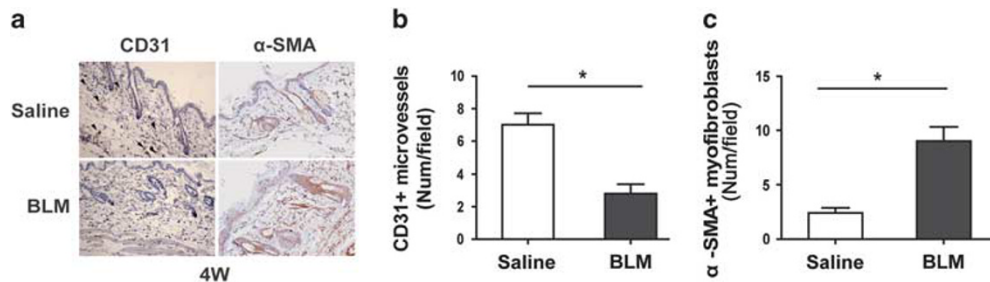 a
CD31 α-SMA
Saline
BLM
4W
b
CD31+ microvessels
(Num/field)
10
8
6
4
2
0
*
Saline BLM
c
α -SMA+ myofibroblasts
(Num/field)
15
10
5
0
*
Saline BLM